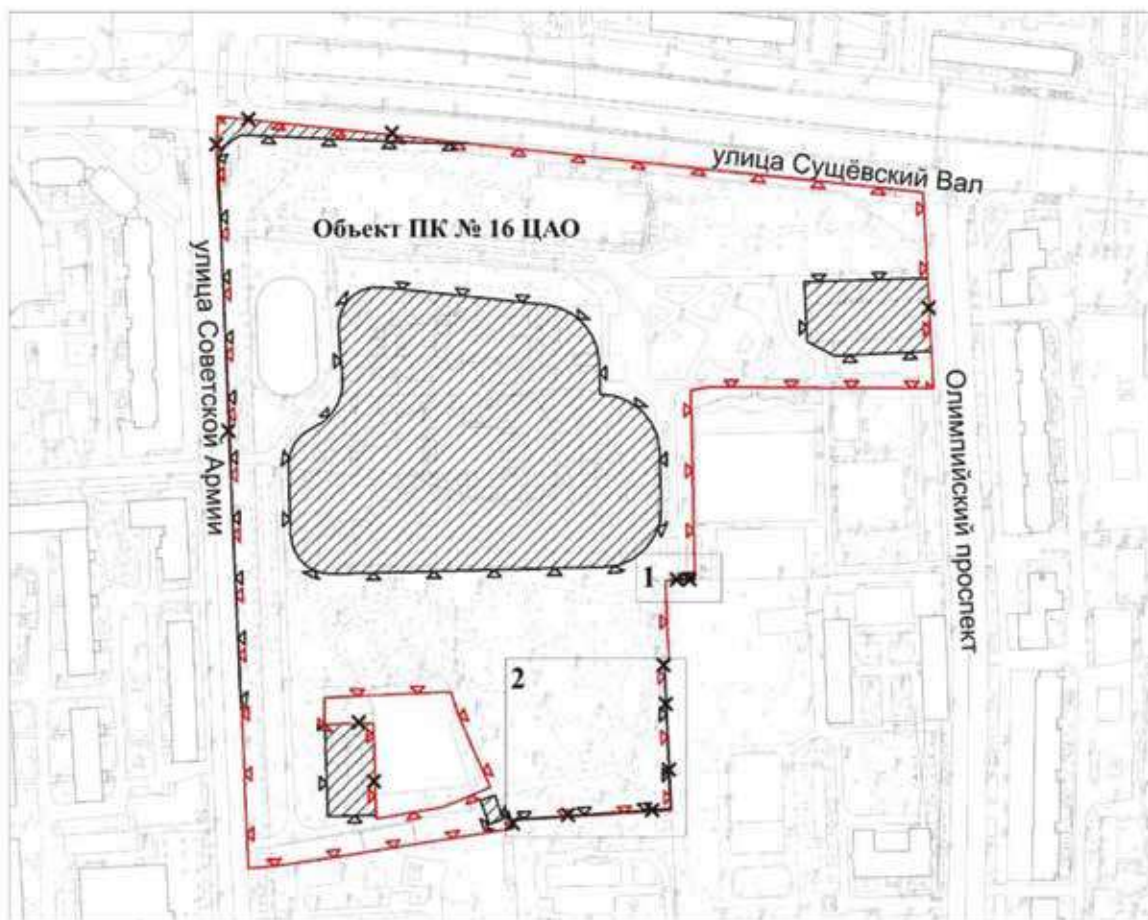 улица Сущёвский Вал
Объект ПК № 16 ЦАО
улица Советской Армии
Олимпийский проспект
1
2